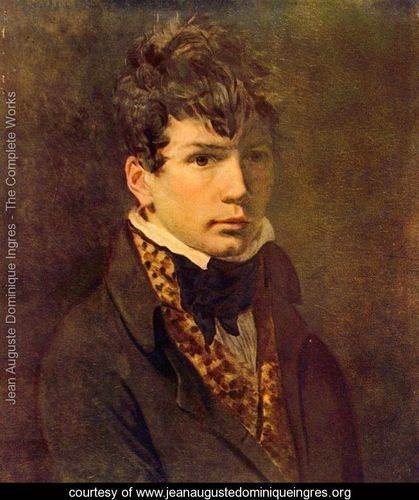 Jean Auguste Dominique Ingres - The Complete Works
courtesy of www.jeanaugustedominiqueingres.org